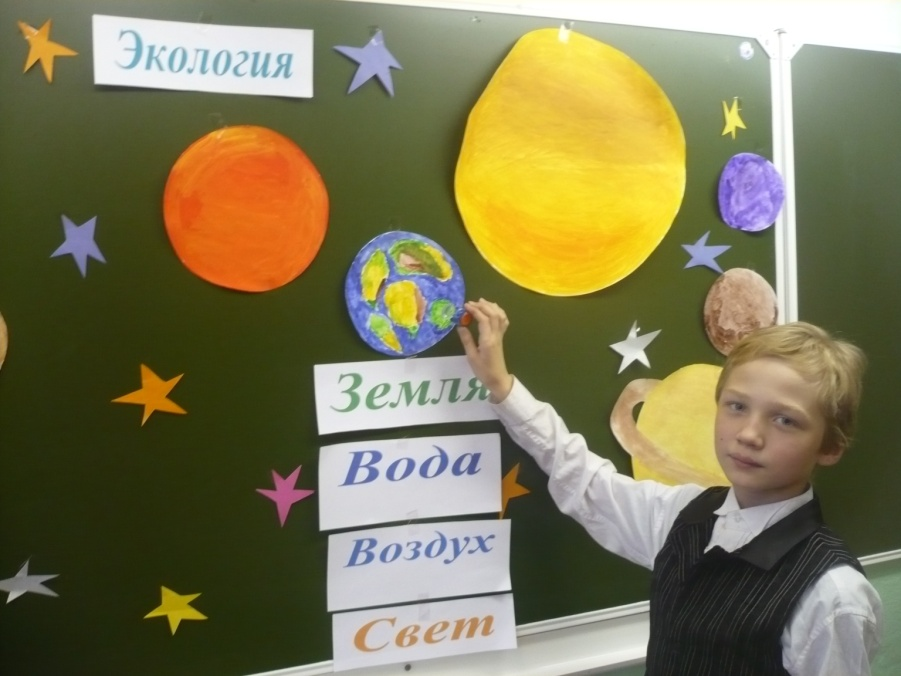 Экология
Земля
Вода
Воздух
Свет